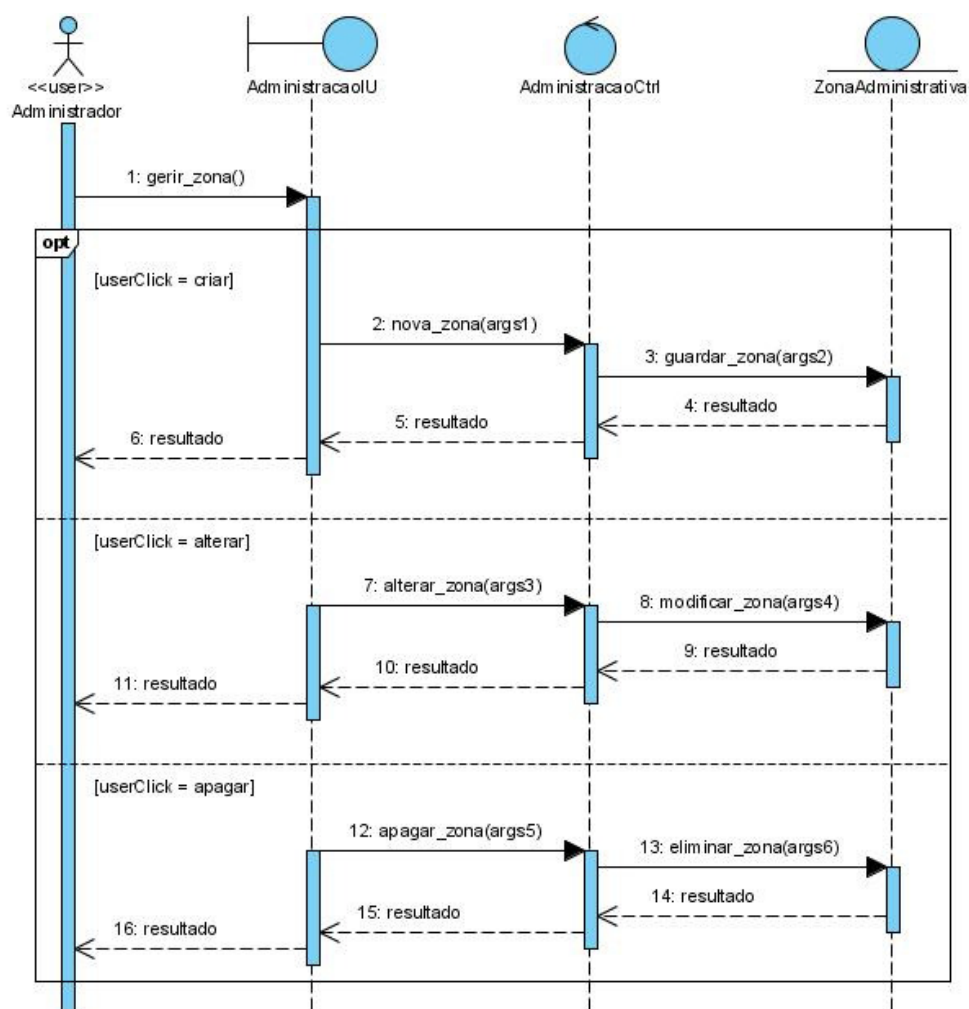 <<user>>
Administrador
AdministracaoIU
AdministracaoCtrl
ZonaAdministrativa
1: gerir_zona()
opt
[userClick = criar]
2: nova_zona(args1)
3: guardar_zona(args2)
4: resultado
5: resultado
6: resultado
[userClick = alterar]
7: alterar_zona(args3)
8: modificar_zona(args4)
9: resultado
10: resultado
11: resultado
[userClick = apagar]
12: apagar_zona(args5)
13: eliminar_zona(args6)
14: resultado
15: resultado
16: resultado